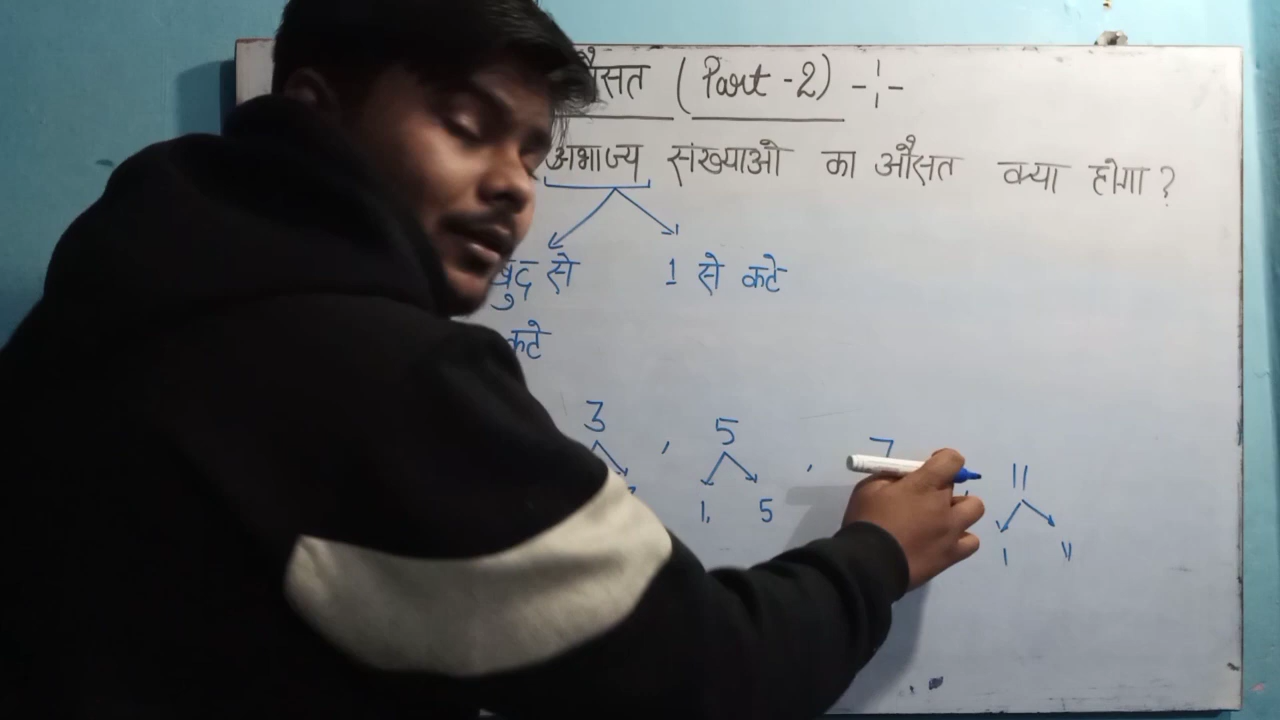 औसत (Part -2) -:-
अभाज्य संख्याओ का औसत क्या होगा ?
खुद से 1 से कटे
कटे
3 , 5 , 7 , 11
1, 5 1 11